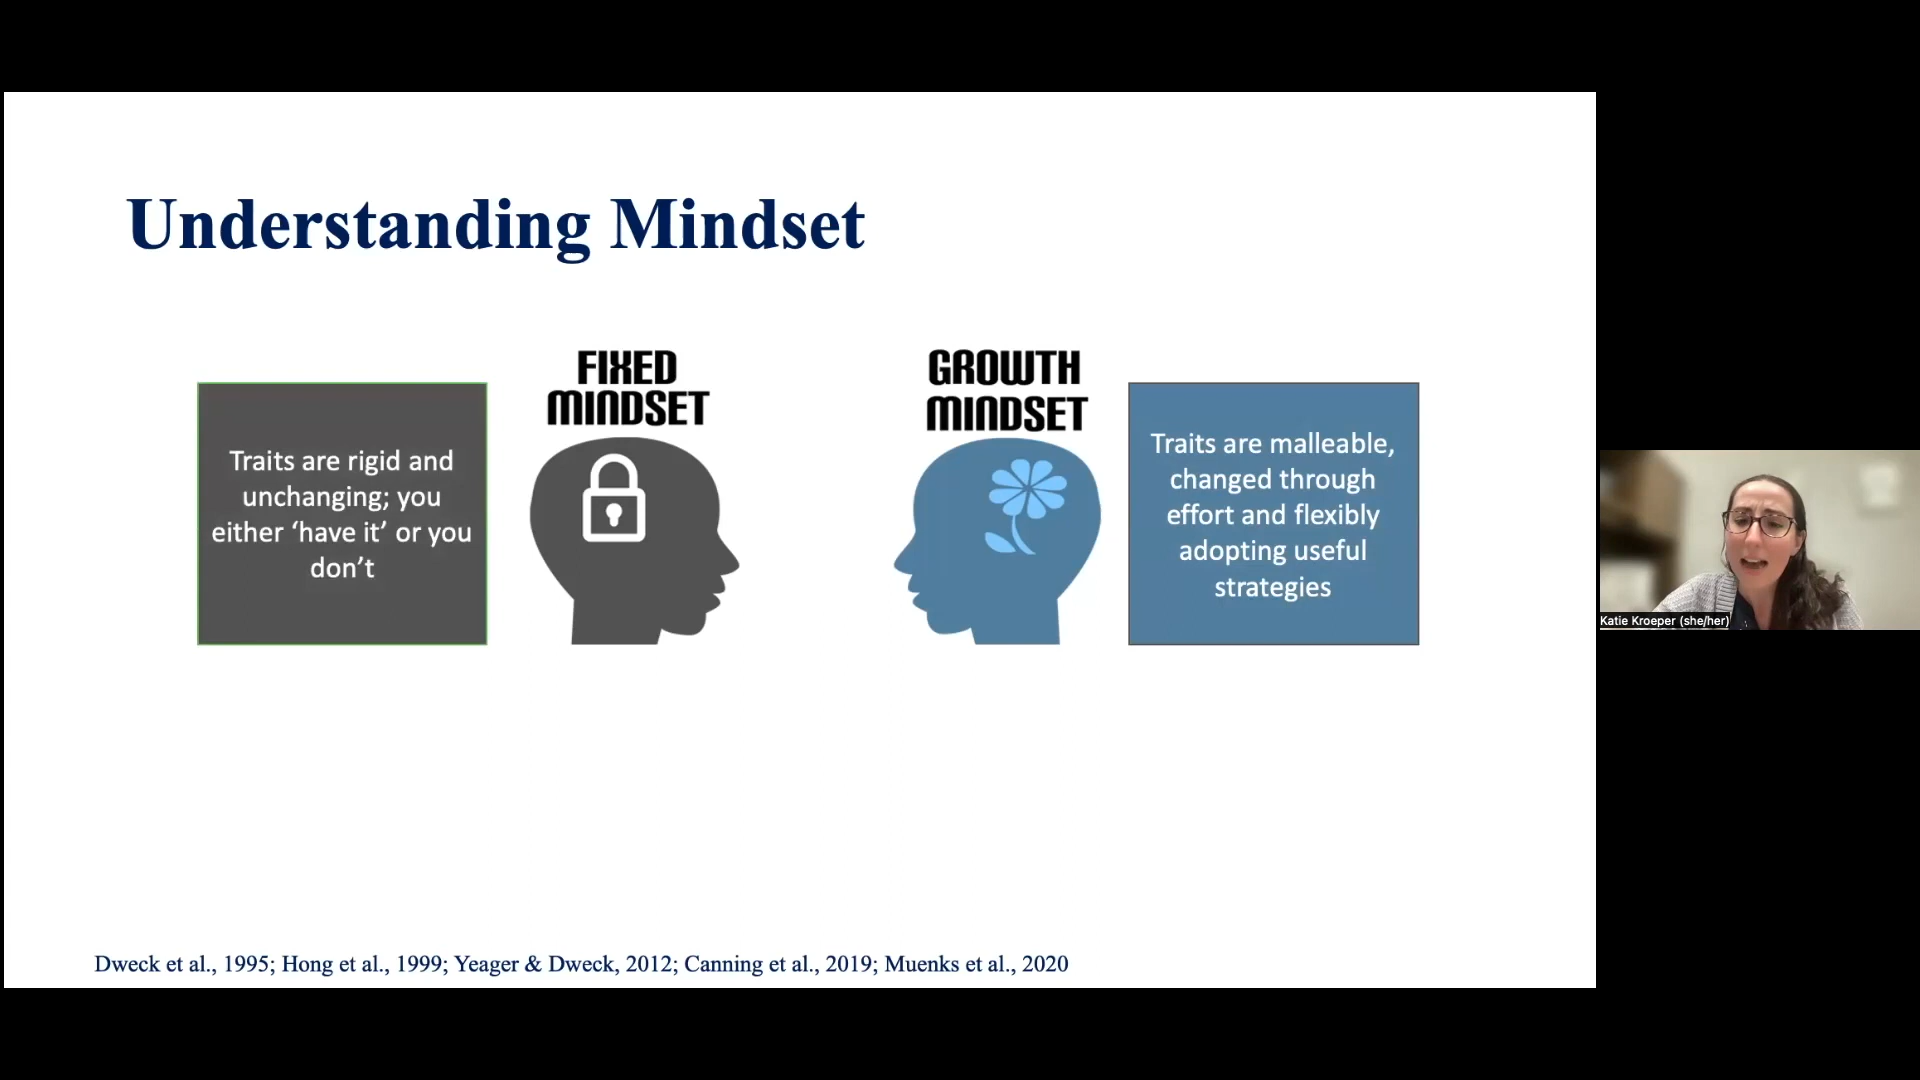 Understanding Mindset
FIXED
MINDSET
Traits are rigid and
unchanging; you
either ‘have it’ or you
don’t
GROWTH
MINDSET
Traits are malleable,
changed through
effort and flexibly
adopting useful
strategies
Katie Kroeper (she/her)
Dweck et al., 1995; Hong et al., 1999; Yeager & Dweck, 2012; Canning et al., 2019; Muenks et al., 2020